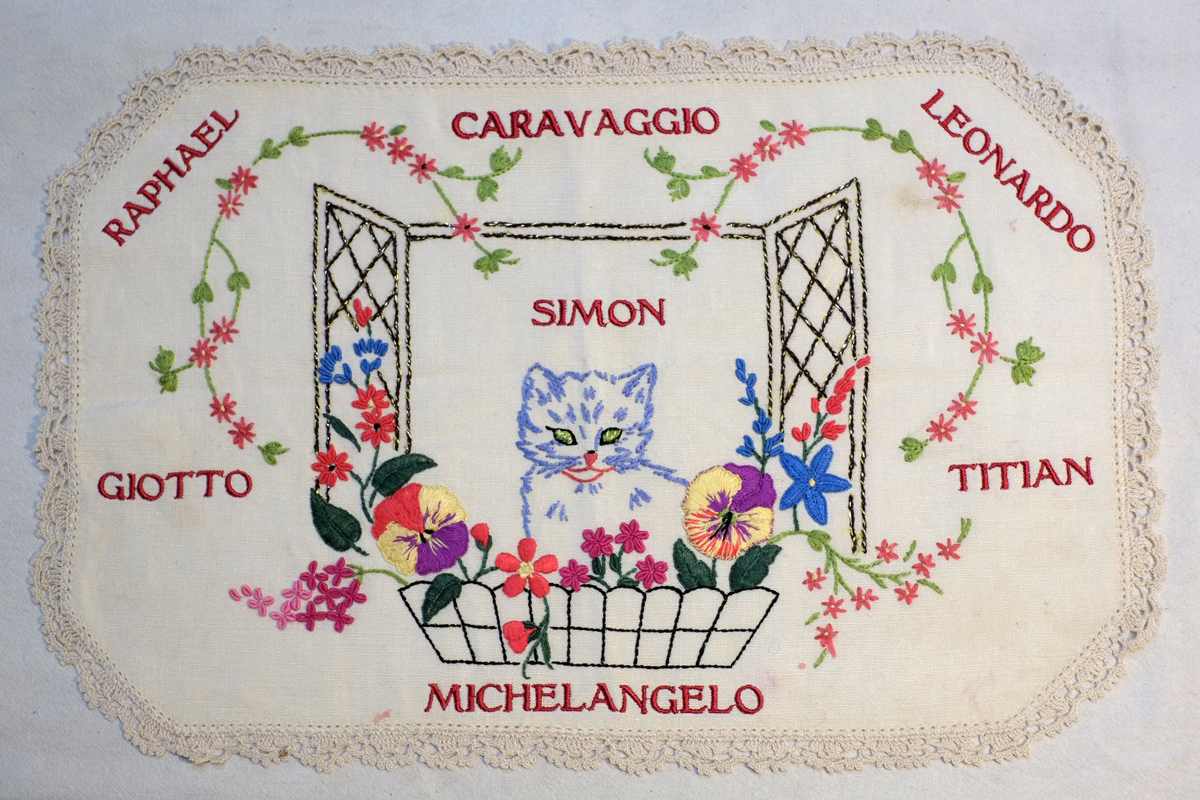 RAPHAEL
CARAVAGGIO
LEONARDO
SIMON
GIOTTO
TITIAN
MICHELANGELO